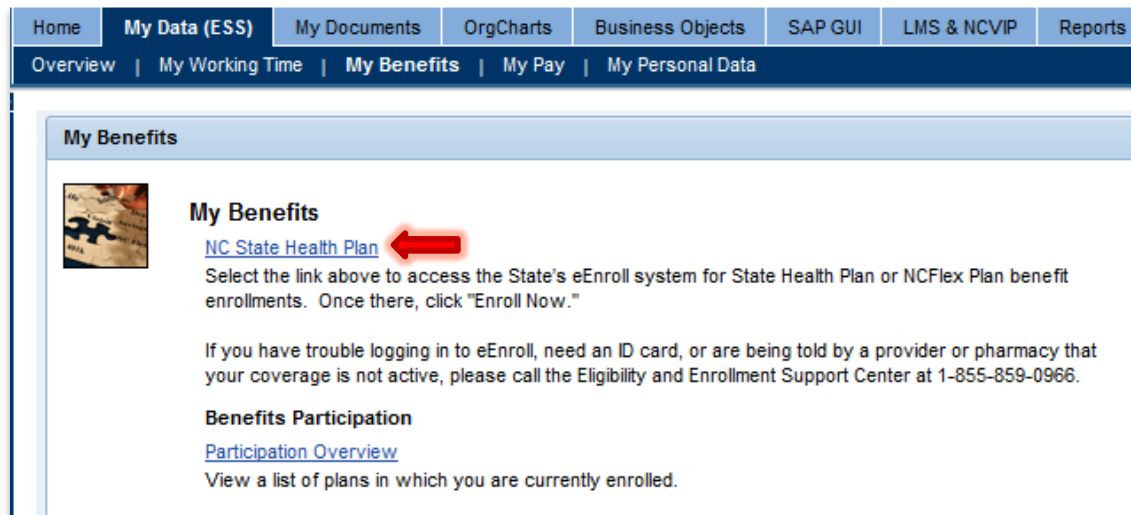 Home My Data (ESS) My Documents OrgCharts Business Objects SAP GUI LMS & NCVIP Reports
Overview | My Working Time | My Benefits | My Pay | My Personal Data
My Benefits
My Benefits
NC State Health Plan
Select the link above to access the State's eEnroll system for State Health Plan or NCFlex Plan benefit
enrollments. Once there, click "Enroll Now."
If you have trouble logging in to eEnroll, need an ID card, or are being told by a provider or pharmacy that
your coverage is not active, please call the Eligibility and Enrollment Support Center at 1-855-859-0966.
Benefits Participation
Participation Overview
View a list of plans in which you are currently enrolled.